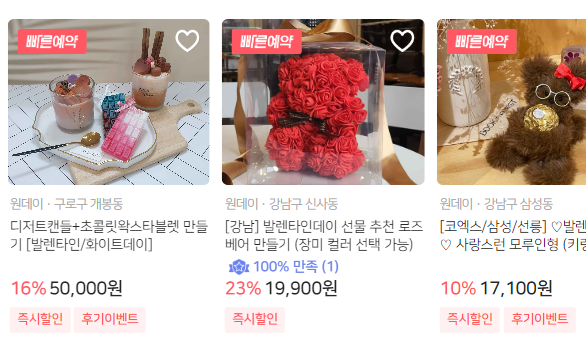 빠른예약
원데이 · 구로구 개봉동
디저트캔들+초콜릿왁스타블렛 만들
기 [발렌타인/화이트데이]
16% 50,000원
즉시할인 후기이벤트
빠른예약
원데이 · 강남구 신사동
[강남] 발렌타인데이 선물 추천 로즈
베어 만들기 (장미 컬러 선택 가능)
100% 만족 (1)
23% 19,900원
즉시할인
빠른예약
원데이 · 강남구 삼성동
[코엑스/삼성/선릉] ♡발렌
♡ 사랑스런 모루인형 (키링
10% 17,100원
즉시할인 후기이벤트